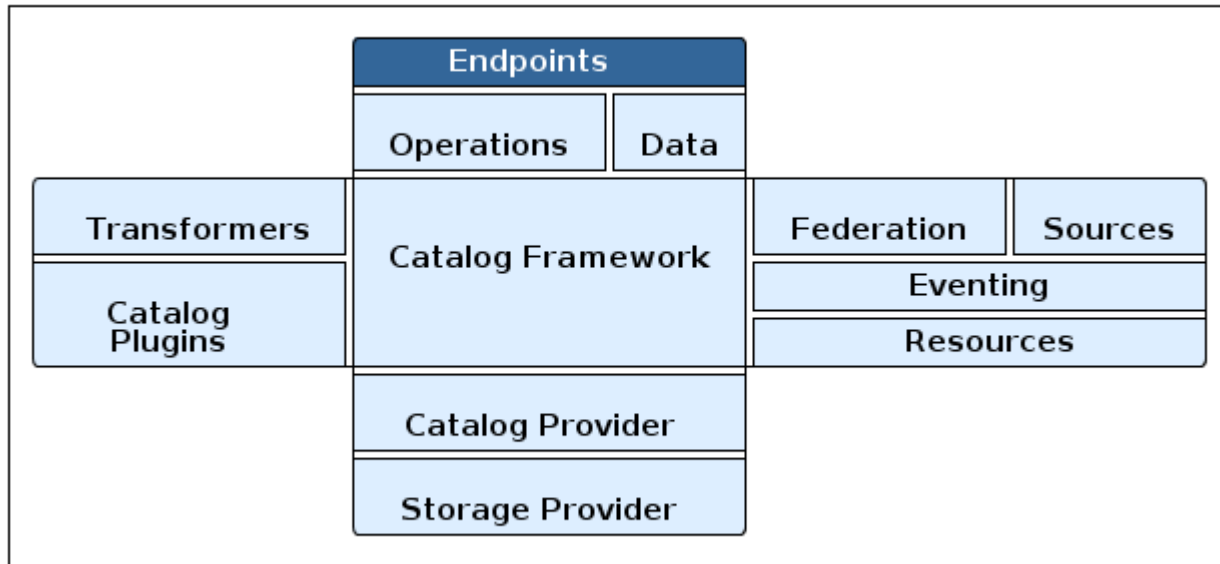 Endpoints
Operations
Data
Transformers
Catalog Framework
Federation
Sources
Eventing
Catalog
Plugins
Resources
Catalog Provider
Storage Provider